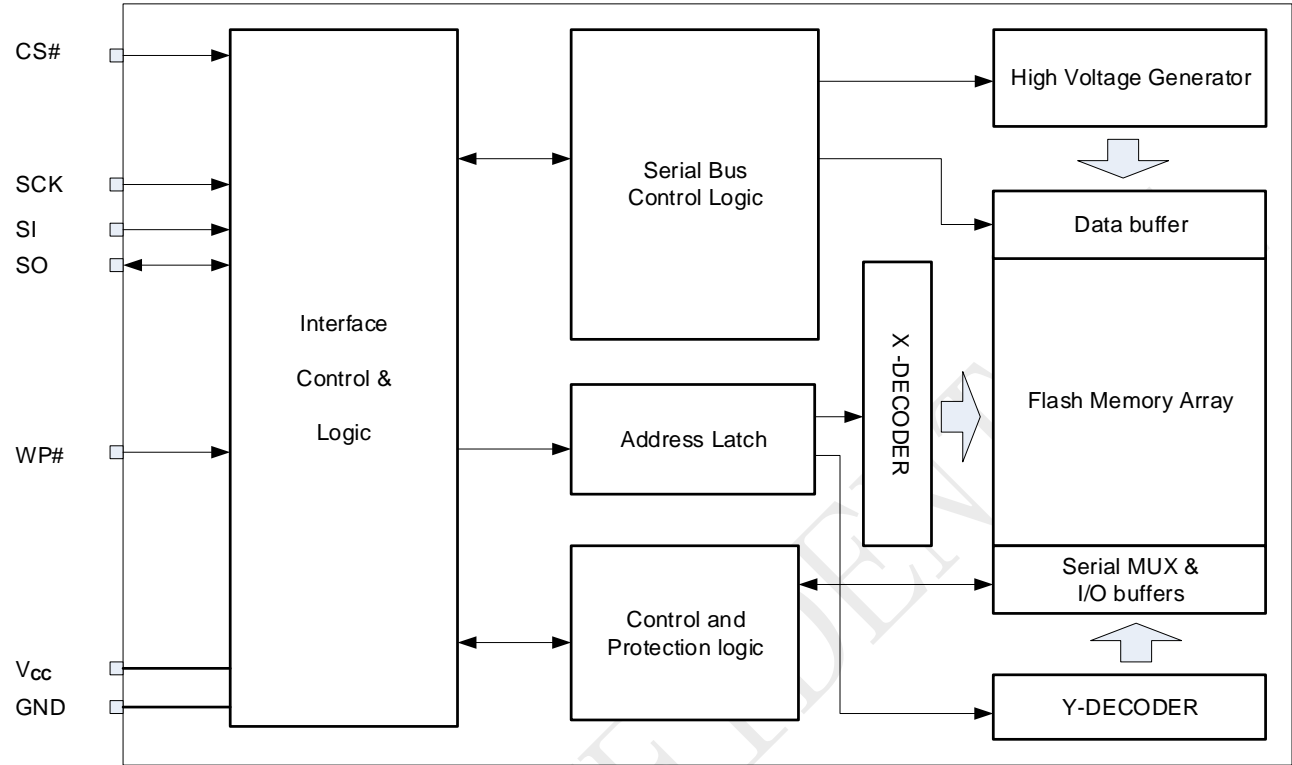 CS#
SCK
SI
SO
WP#
Vcc
GND
Interface
Control &
Logic
Serial Bus
Control Logic
Address Latch
Control and
Protection logic
X -DECODER
High Voltage Generator
Data buffer
Flash Memory Array
Serial MUX &
I/O buffers
Y-DECODER